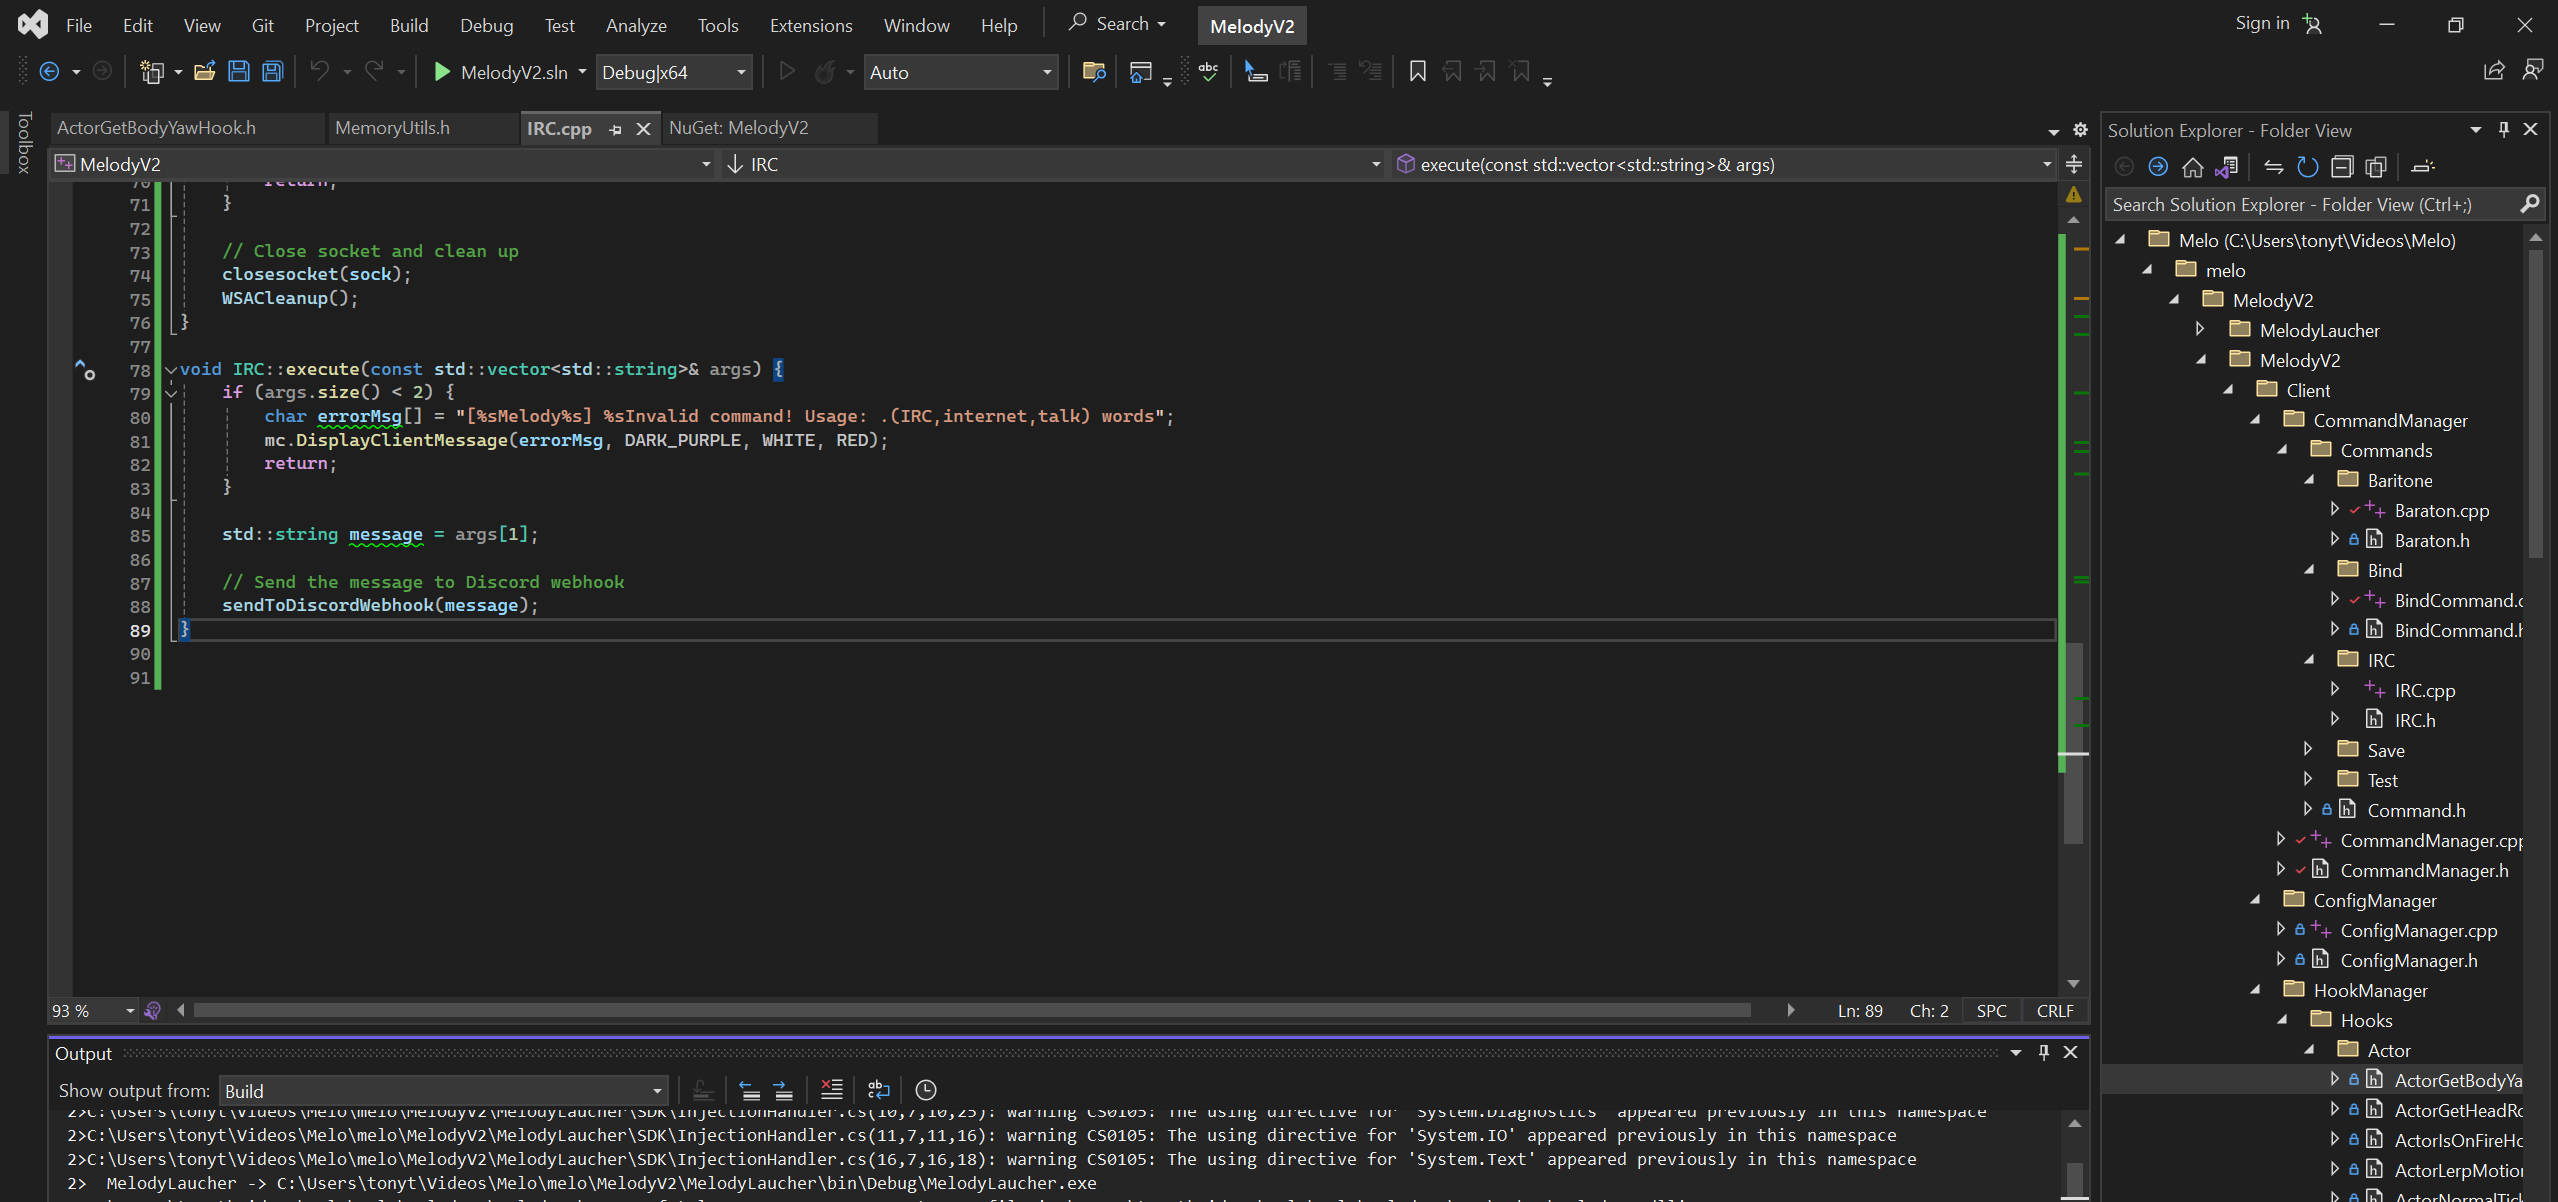 File Edit View Git Project Build Debug Test Analyze Tools Extensions Window Help Search MelodyV2 Sign in
MelodyV2.sln Debug|x64 Auto
Toolbox
ActorGetBodyYawHook.h MemoryUtils.h IRC.cpp NuGet: MelodyV2
MelodyV2 IRC execute(const std::vector<std::string>& args)
70 return;
71 }
72
73 // Close socket and clean up
74 closesocket(sock);
75 WSACleanup();
76 }
77
78 void IRC::execute(const std::vector<std::string>& args) {
79 if (args.size() < 2) {
80 char errorMsg[] = "[%sMelody%s] %sInvalid command! Usage: .(IRC,internet,talk) words";
81 mc.DisplayClientMessage(errorMsg, DARK_PURPLE, WHITE, RED);
82 return;
83 }
84
85 std::string message = args[1];
86
87 // Send the message to Discord webhook
88 sendToDiscordWebhook(message);
89 }
90
91
93 % Ln: 89 Ch: 2 SPC CRLF
Output
Show output from: Build
2>C:\Users\tonyt\Videos\Melo\melo\MelodyV2\MelodyLaucher\SDK\InjectionHandler.cs(10,7,10,25): warning CS0105: The using directive for 'System.Diagnostics' appeared previously in this namespace
2>C:\Users\tonyt\Videos\Melo\melo\MelodyV2\MelodyLaucher\SDK\InjectionHandler.cs(11,7,11,16): warning CS0105: The using directive for 'System.IO' appeared previously in this namespace
2>C:\Users\tonyt\Videos\Melo\melo\MelodyV2\MelodyLaucher\SDK\InjectionHandler.cs(16,7,16,18): warning CS0105: The using directive for 'System.Text' appeared previously in this namespace
2> MelodyLaucher -> C:\Users\tonyt\Videos\Melo\melo\MelodyV2\MelodyLaucher\bin\Debug\MelodyLaucher.exe
Solution Explorer - Folder View
Search Solution Explorer - Folder View (Ctrl+;)
Melo (C:\Users\tonyt\Videos\Melo)
melo
MelodyV2
MelodyLaucher
MelodyV2
Client
CommandManager
Commands
Baritone
Baraton.cpp
Baraton.h
Bind
BindCommand.c
BindCommand.h
IRC
IRC.cpp
IRC.h
Save
Test
Command.h
CommandManager.cpp
CommandManager.h
ConfigManager
ConfigManager.cpp
ConfigManager.h
HookManager
Hooks
Actor
ActorGetBodyYa
ActorGetHeadRo
ActorIsOnFireHo
ActorLerpMotion
ActorNormalTick